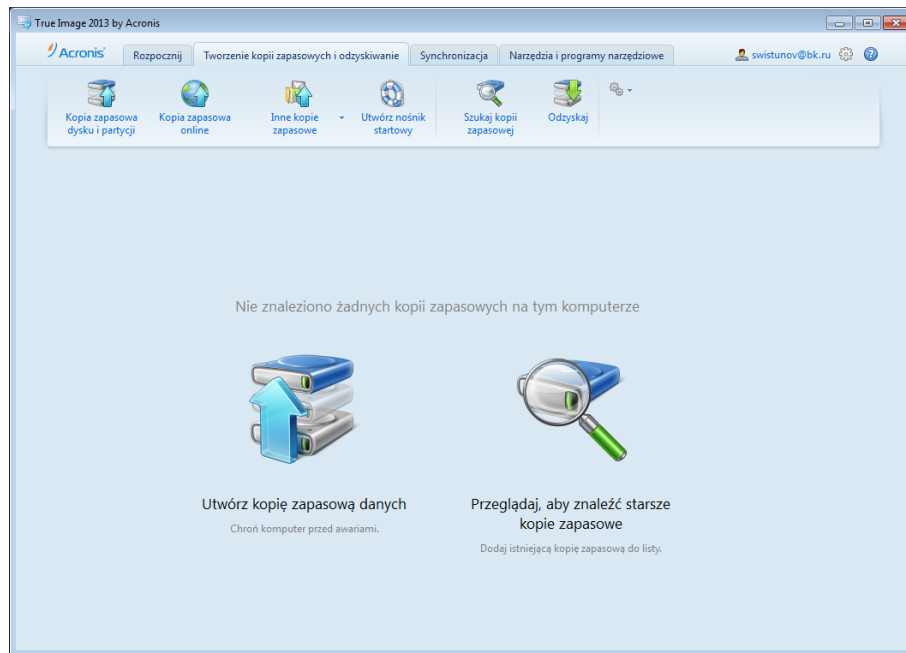 True Image 2013 by Acronis
Acronis
Rozpocznij
Tworzenie kopii zapasowych i odzyskiwanie
Synchronizacja
Narzędzia i programy narzędziowe
swistunov@bk.ru
Kopia zapasowa
dysku i partycji
Kopia zapasowa
online
Inne kopie
zapasowe
Utwórz nośnik
startowy
Szukaj kopii
zapasowej
Odzyskaj
Nie znaleziono żadnych kopii zapasowych na tym komputerze
Utwórz kopię zapasową danych
Chroń komputer przed awariami.
Przeglądaj, aby znaleźć starsze
kopie zapasowe
Dodaj istniejącą kopię zapasową do listy.